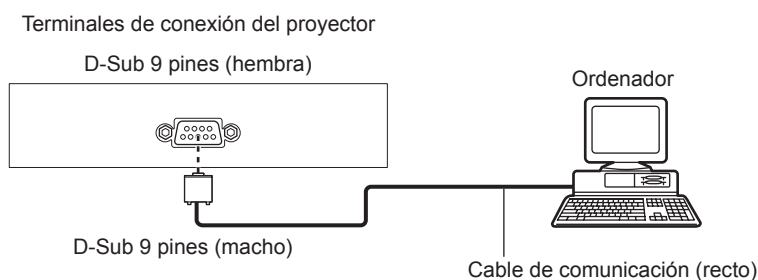 Terminales de conexión del proyector
D-Sub 9 pines (hembra)
Ordenador
D-Sub 9 pines (macho)
Cable de comunicación (recto)